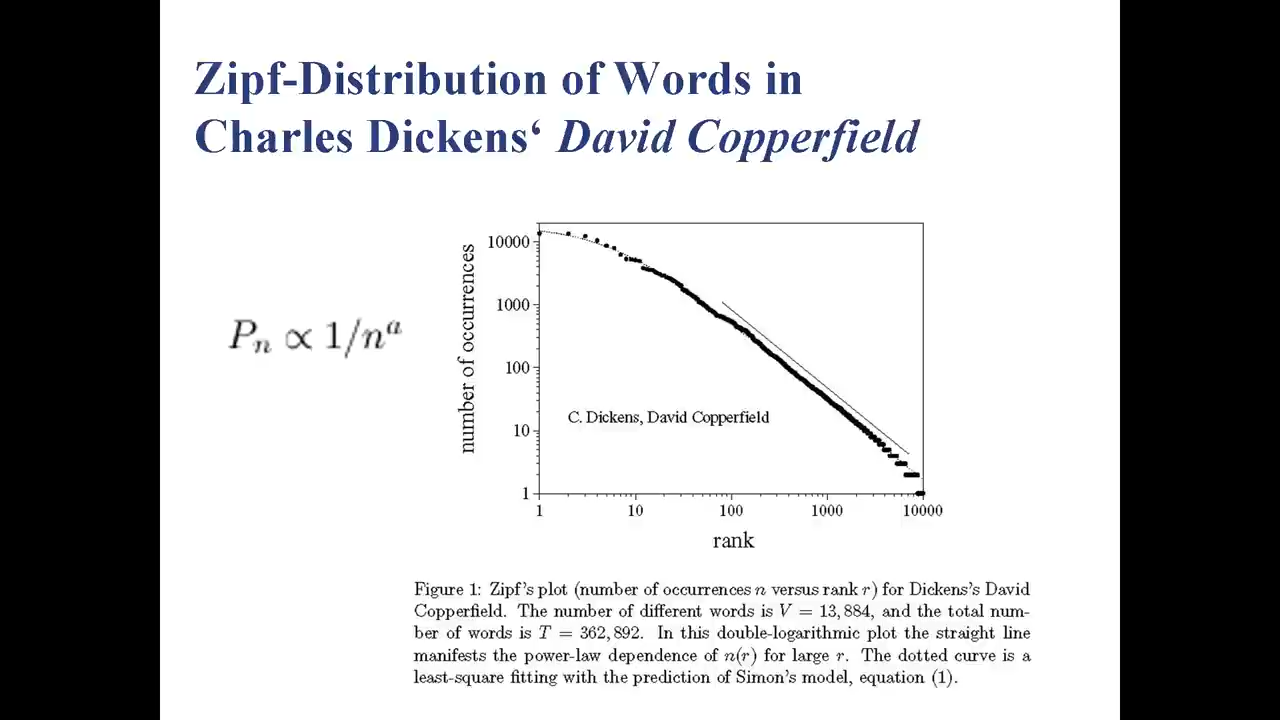 Zipf-Distribution of Words in
Charles Dickens‘ David Copperfield
Pₙ ∝ 1/nᵃ
number of occurrences
10000
1000
100
10
1
C. Dickens, David Copperfield
1 10 100 1000 10000
rank
Figure 1: Zipf's plot (number of occurrences n versus rank r) for Dickens's David
Copperfield. The number of different words is V = 13,884, and the total num-
ber of words is T = 362,892. In this double-logarithmic plot the straight line
manifests the power-law dependence of n(r) for large r. The dotted curve is a
least-square fitting with the prediction of Simon's model, equation (1).